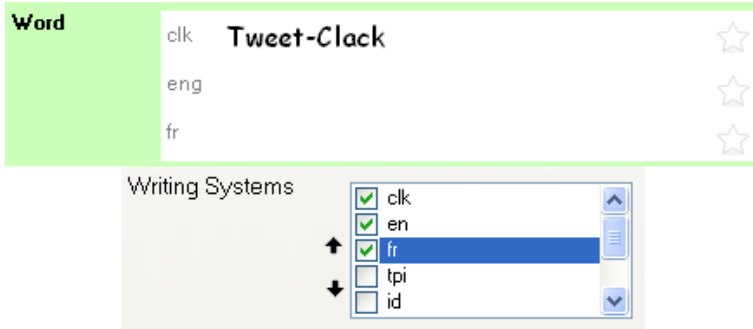 Word
clk Tweet-Clack
eng
fr
Writing Systems
clk
en
fr
tpi
id